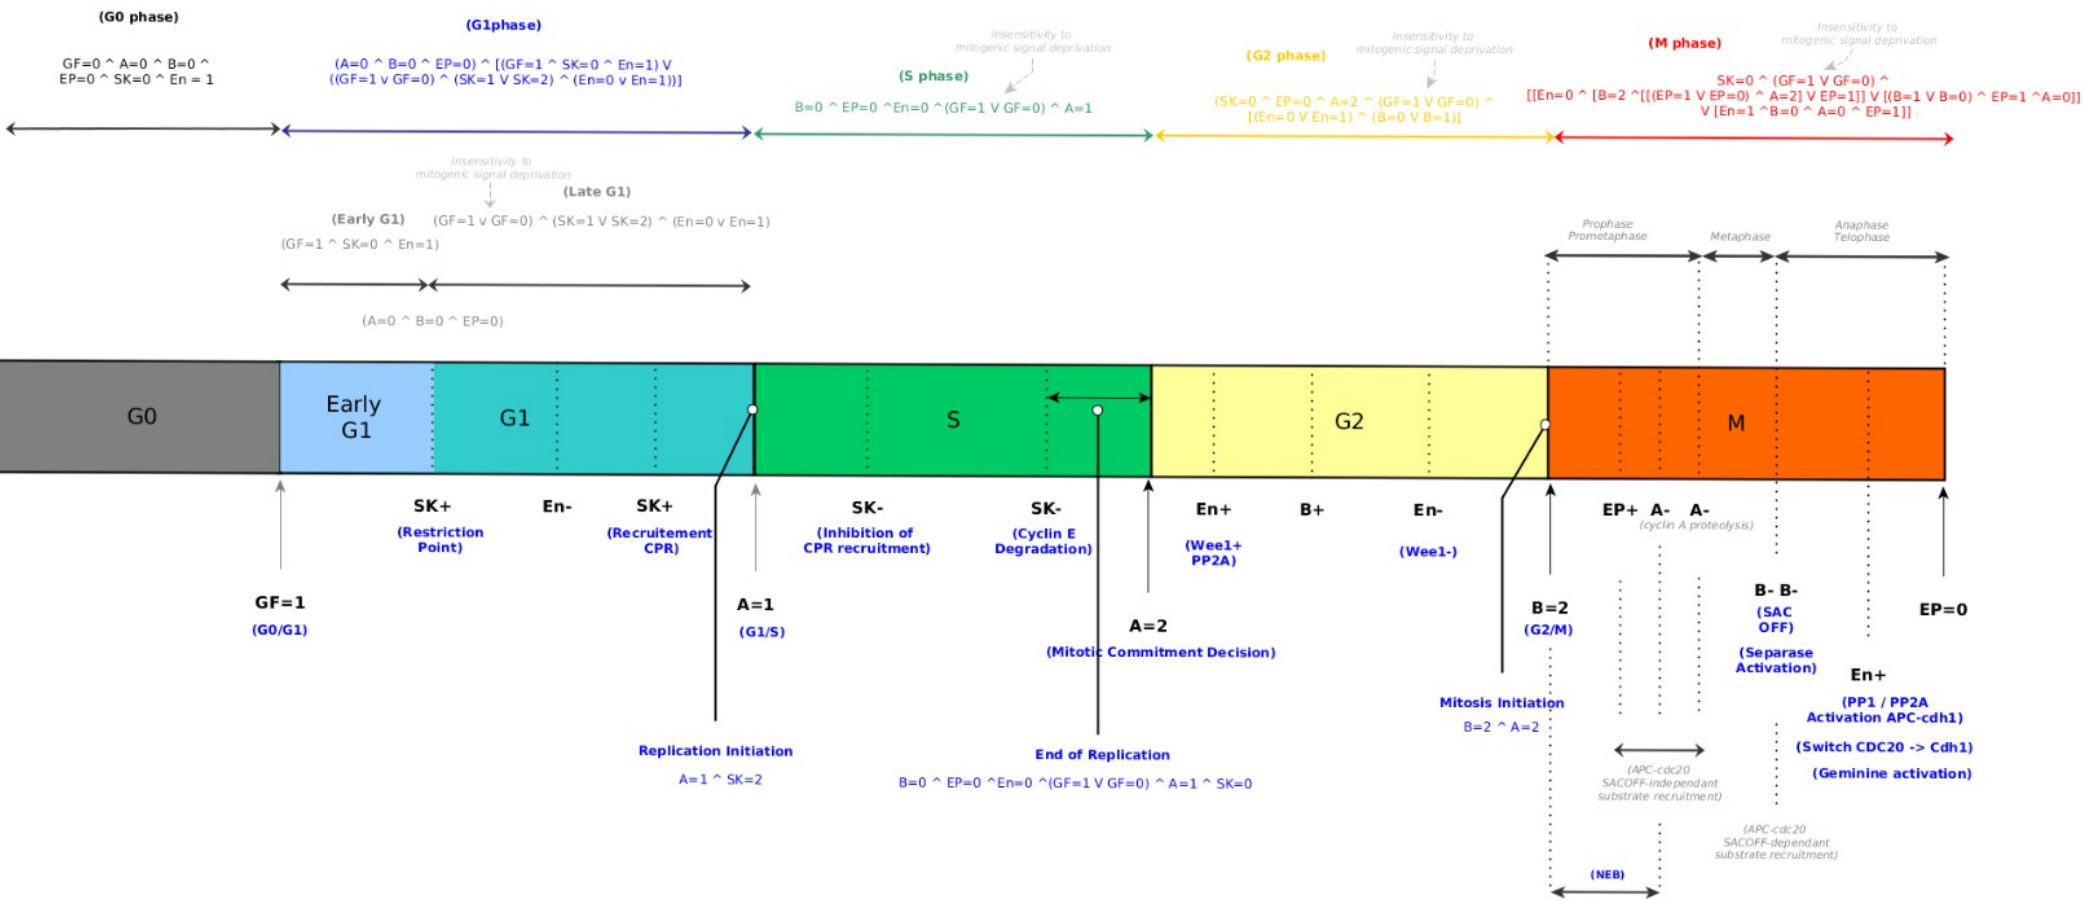 (G0 phase)
GF=0 ^ A=0 ^ B=0 ^
EP=0 ^ SK=0 ^ En = 1
(G1phase)
(A=0 ^ B=0 ^ EP=0) ^ [(GF=1 ^ SK=0 ^ En=1) V
((GF=1 v GF=0) ^ (SK=1 V SK=2) ^ (En=0 v En=1))]
(S phase)
Insensitivity to
mitogenic signal deprivation
B=0 ^ EP=0 ^En=0 ^(GF=1 V GF=0) ^ A=1
(G2 phase)
Insensitivity to
mitogenic signal deprivation
(SK=0 ^ EP=0 ^ A=2 ^ (GF=1 V GF=0) ^
[(En=0 V En=1) ^ (B=0 V B=1)]
(M phase)
Insensitivity to
mitogenic signal deprivation
SK=0 ^ (GF=1 V GF=0) ^
[[En=0 ^ [B=2 ^[[(EP=1 V EP=0) ^ A=2] V EP=1]] V [(B=1 V B=0) ^ EP=1 ^A=0]]
V [En=1 ^B=0 ^ A=0 ^ EP=1]]
Insensitivity to
mitogenic signal deprivation
(Late G1)
(Early G1)
(GF=1 v GF=0) ^ (SK=1 V SK=2) ^ (En=0 v En=1)
(GF=1 ^ SK=0 ^ En=1)
(A=0 ^ B=0 ^ EP=0)
Prophase
Prometaphase
Metaphase
Anaphase
Telophase
G0
Early
G1
G1
S
G2
M
SK+
(Restriction
Point)
En-
SK+
(Recruitement
CPR)
SK-
(Inhibition of
CPR recruitment)
SK-
(Cyclin E
Degradation)
En+
(Wee1+
PP2A)
B+
En-
(Wee1-)
EP+ A- A-
(cyclin A proteolysis)
GF=1
(G0/G1)
A=1
(G1/S)
A=2
(Mitotic Commitment Decision)
B=2
(G2/M)
B- B-
(SAC
OFF)
(Separase
Activation)
EP=0
En+
(PP1 / PP2A
Activation APC-cdh1)
(Switch CDC20 -> Cdh1)
(Geminine activation)
Replication Initiation
A=1 ^ SK=2
End of Replication
B=0 ^ EP=0 ^En=0 ^(GF=1 V GF=0) ^ A=1 ^ SK=0
Mitosis Initiation
B=2 ^ A=2
(APC-cdc20
SACOFF-independant
substrate recruitment)
(APC-cdc20
SACOFF-dependant
substrate recruitment)
(NEB)